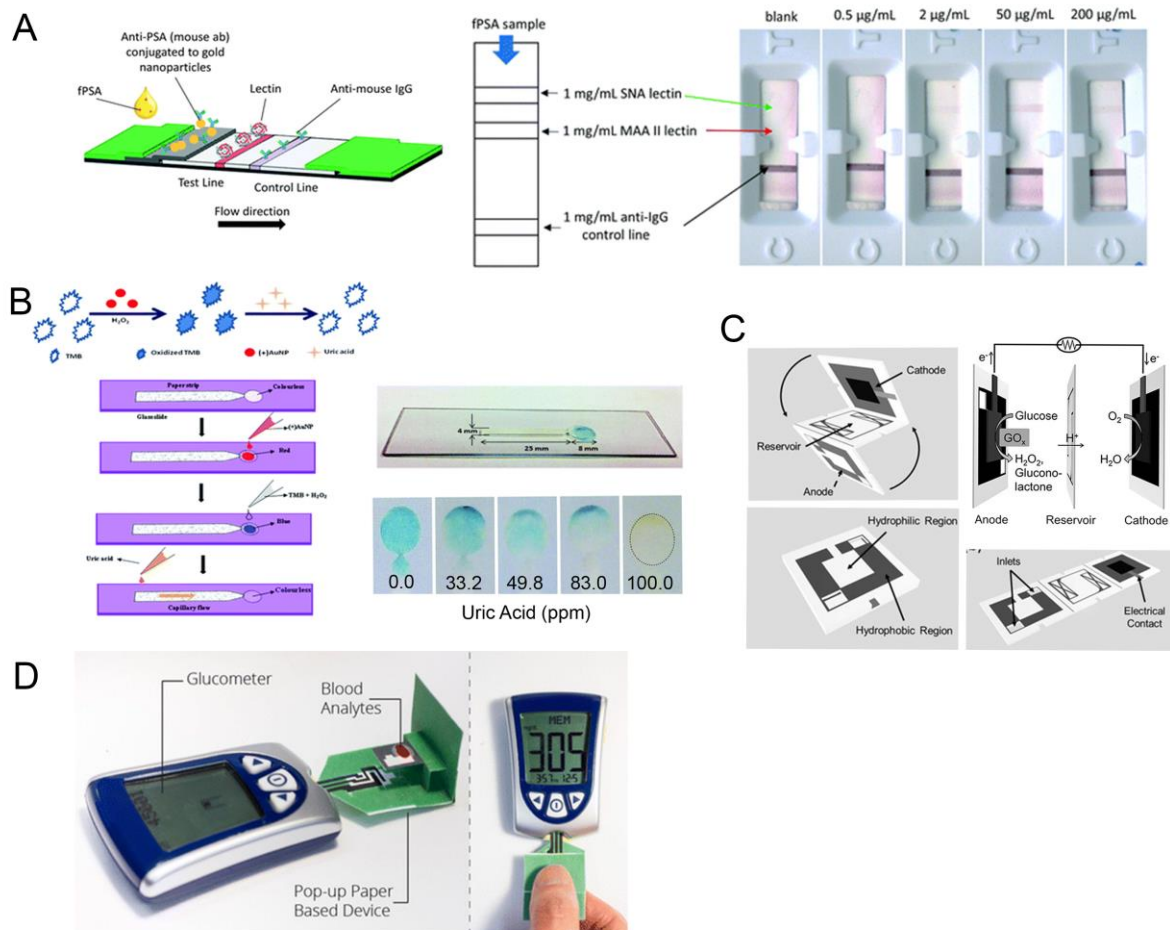 A
Anti-PSA (mouse ab)
conjugated to gold
nanoparticles
fPSA
Lectin
Anti-mouse IgG
Test Line
Control Line
Flow direction
fPSA sample
1 mg/mL SNA lectin
1 mg/mL MAA II lectin
1 mg/mL anti-IgG
control line
blank
0.5 µg/mL
2 µg/mL
50 µg/mL
200 µg/mL
B
H₂O₂
TMB
Oxidized TMB
(+)AuNP
Uric acid
Paper strip
Colourless
Glass slide
(+)AuNP
Red
TMB + H₂O₂
Blue
Uric acid
Colourless
Capillary flow
4 mm
25 mm
8 mm
0.0
33.2
49.8
83.0
100.0
Uric Acid (ppm)
C
Cathode
Reservoir
Anode
e⁻
e⁻
Glucose
GOₓ
H₂O₂,
Glucono-
lactone
H⁺
O₂
H₂O
Anode
Reservoir
Cathode
Hydrophilic Region
Hydrophobic Region
Inlets
Electrical
Contact
D
Glucometer
Blood
Analytes
Pop-up Paper
Based Device
MEM
305